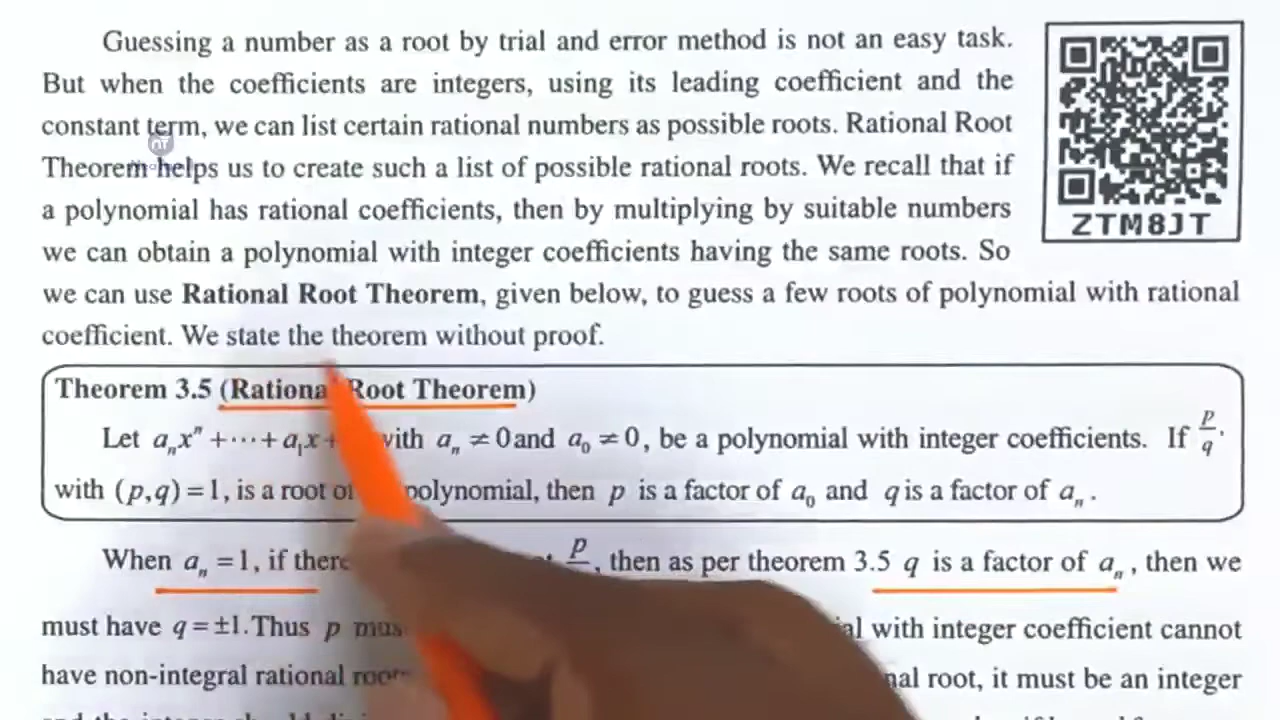 Guessing a number as a root by trial and error method is not an easy task.
But when the coefficients are integers, using its leading coefficient and the
constant term, we can list certain rational numbers as possible roots. Rational Root
Theorem helps us to create such a list of possible rational roots. We recall that if
a polynomial has rational coefficients, then by multiplying by suitable numbers
we can obtain a polynomial with integer coefficients having the same roots. So
we can use Rational Root Theorem, given below, to guess a few roots of polynomial with rational
coefficient. We state the theorem without proof.
ZTM8JT
Theorem 3.5 (Rational Root Theorem)
Let aₙxⁿ +⋯+ a₁x+ with aₙ ≠ 0 and a₀ ≠ 0, be a polynomial with integer coefficients. If p/q,
with (p,q) = 1, is a root of polynomial, then p is a factor of a₀ and q is a factor of aₙ.
When aₙ = 1, if there p/, then as per theorem 3.5 q is a factor of aₙ, then we
must have q = ±1. Thus p with integer coefficient cannot
have non-integral rational root, it must be an integer